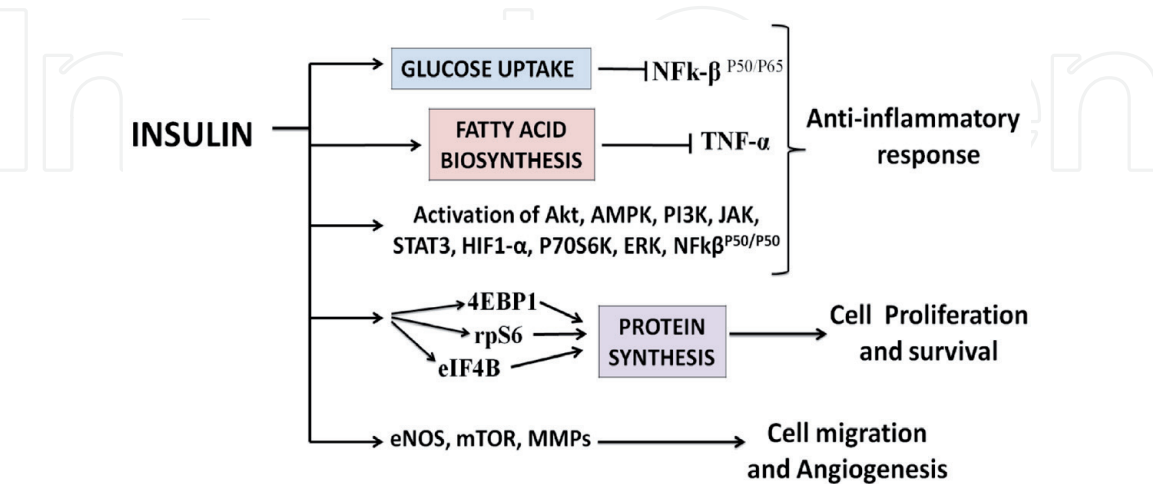 INSULIN
GLUCOSE UPTAKE
NFk-β P50/P65
FATTY ACID
BIOSYNTHESIS
TNF-α
Activation of Akt, AMPK, PI3K, JAK,
STAT3, HIF1-α, P70S6K, ERK, NFkβP50/P50
Anti-inflammatory
response
4EBP1
rpS6
eIF4B
PROTEIN
SYNTHESIS
Cell Proliferation
and survival
eNOS, mTOR, MMPs
Cell migration
and Angiogenesis